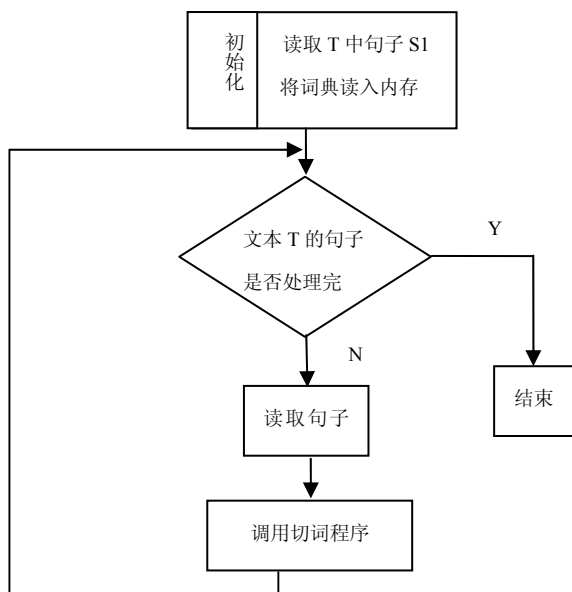 初始化
读取 T 中句子 S1
将词典读入内存
文本 T 的句子
是否处理完
Y
N
结束
读取句子
调用切词程序